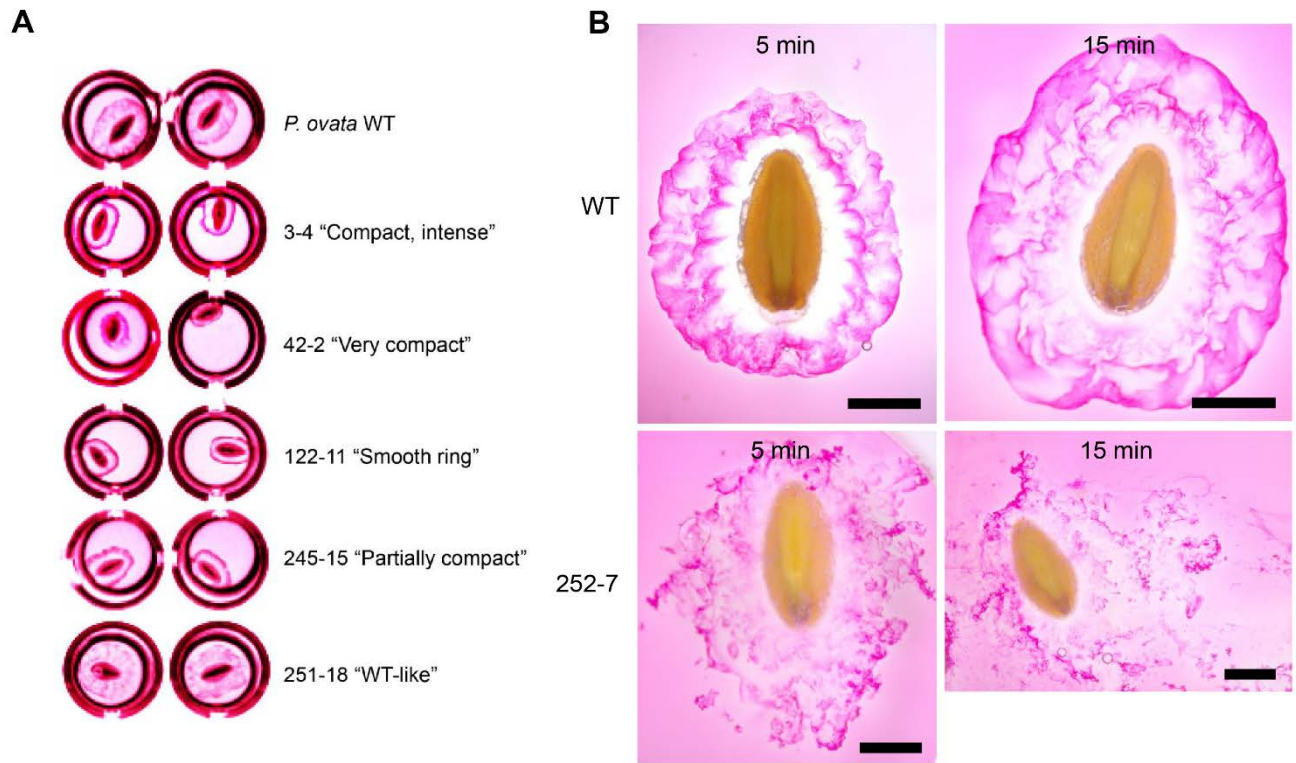 A
P. ovata WT
3-4 “Compact, intense”
42-2 “Very compact”
122-11 “Smooth ring”
245-15 “Partially compact”
251-18 “WT-like”
B
5 min
15 min
WT
5 min
15 min
252-7